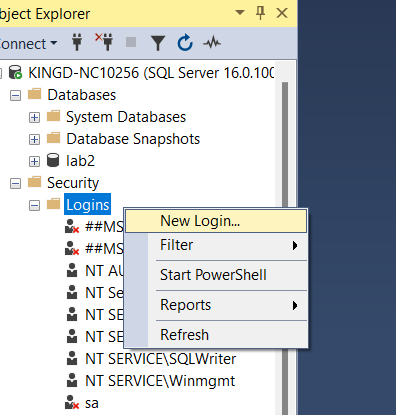 bject Explorer
Connect
KINGD-NC10256 (SQL Server 16.0.100
Databases
System Databases
Database Snapshots
lab2
Security
Logins
##MS
##MS
NT AU
NT Se
NT SE
NT SE
NT SERVICE\SQLWriter
NT SERVICE\Winmgmt
sa
New Login...
Filter
Start PowerShell
Reports
Refresh